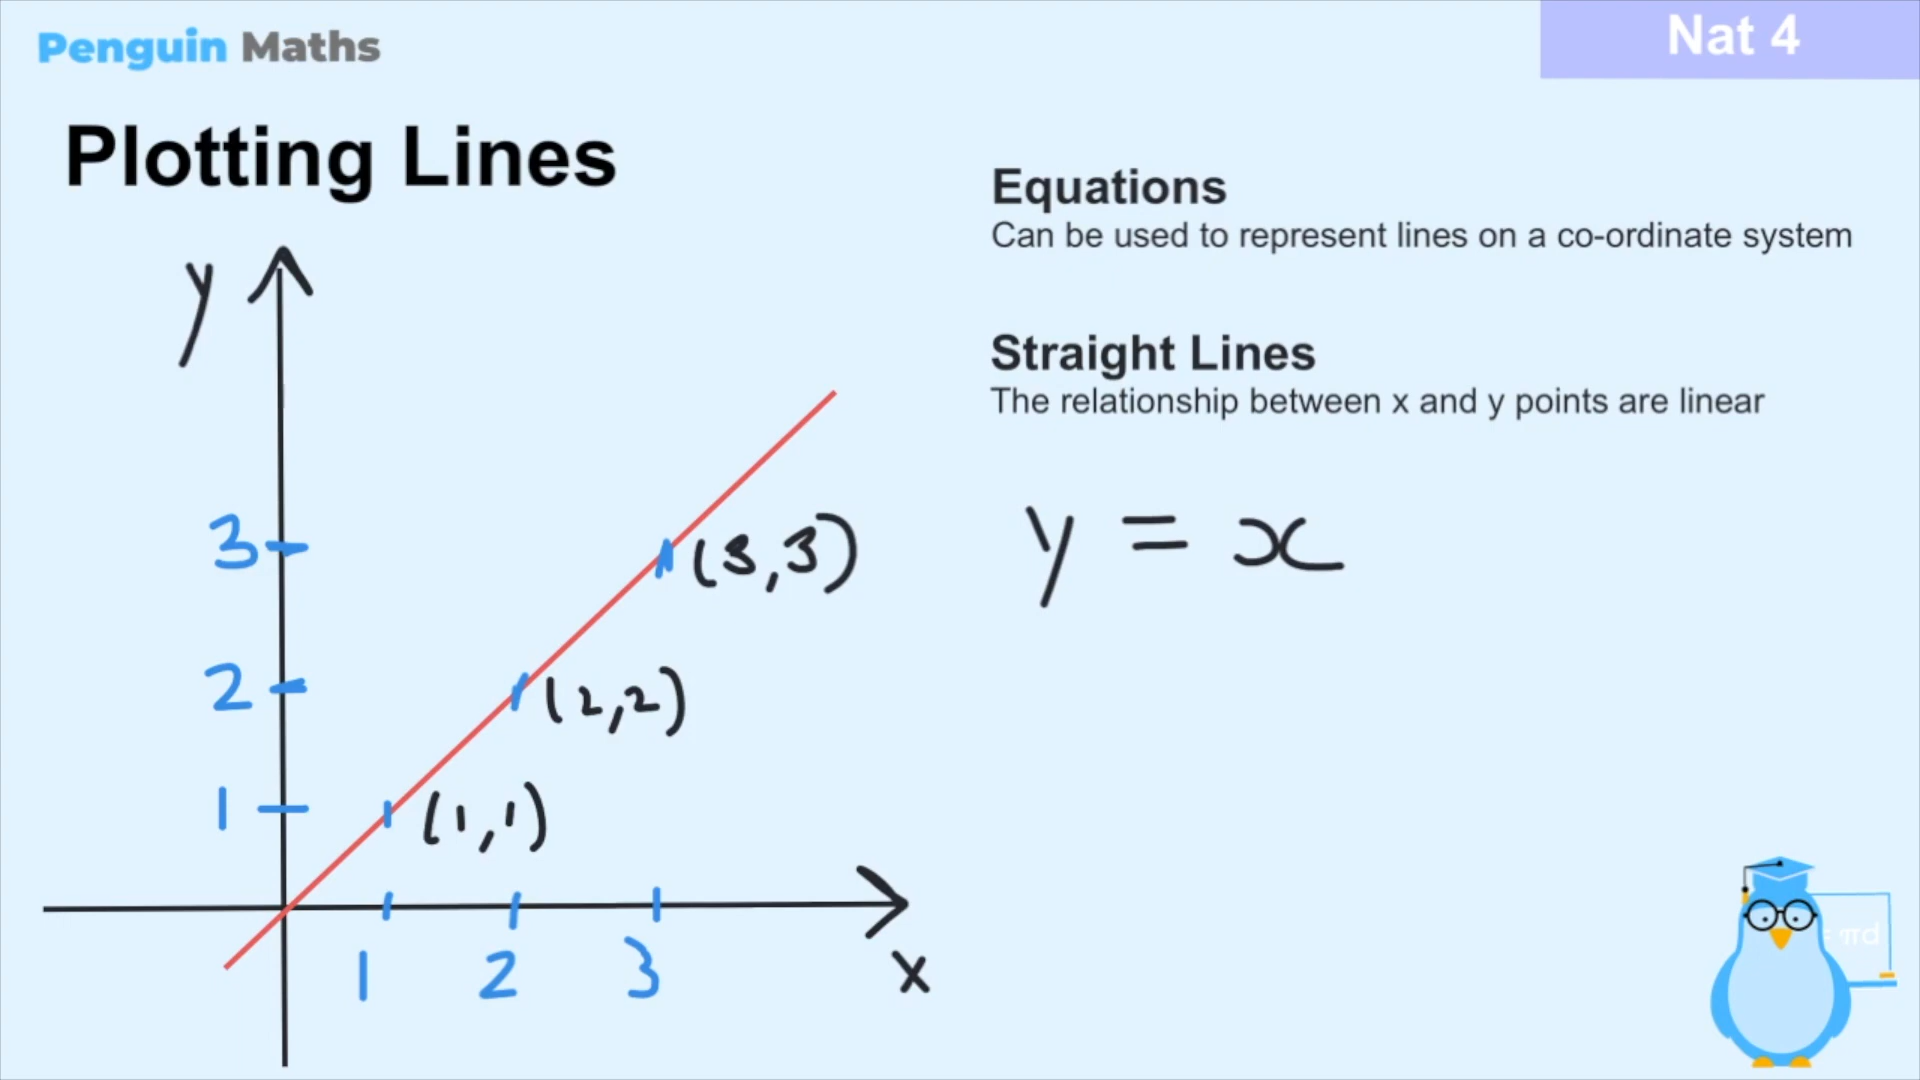 Penguin Maths
Nat 4
Plotting Lines
Equations
Can be used to represent lines on a co-ordinate system
Straight Lines
The relationship between x and y points are linear
y = x
y
3
(3,3)
2
(2,2)
1
(1,1)
1 2 3
x
πd